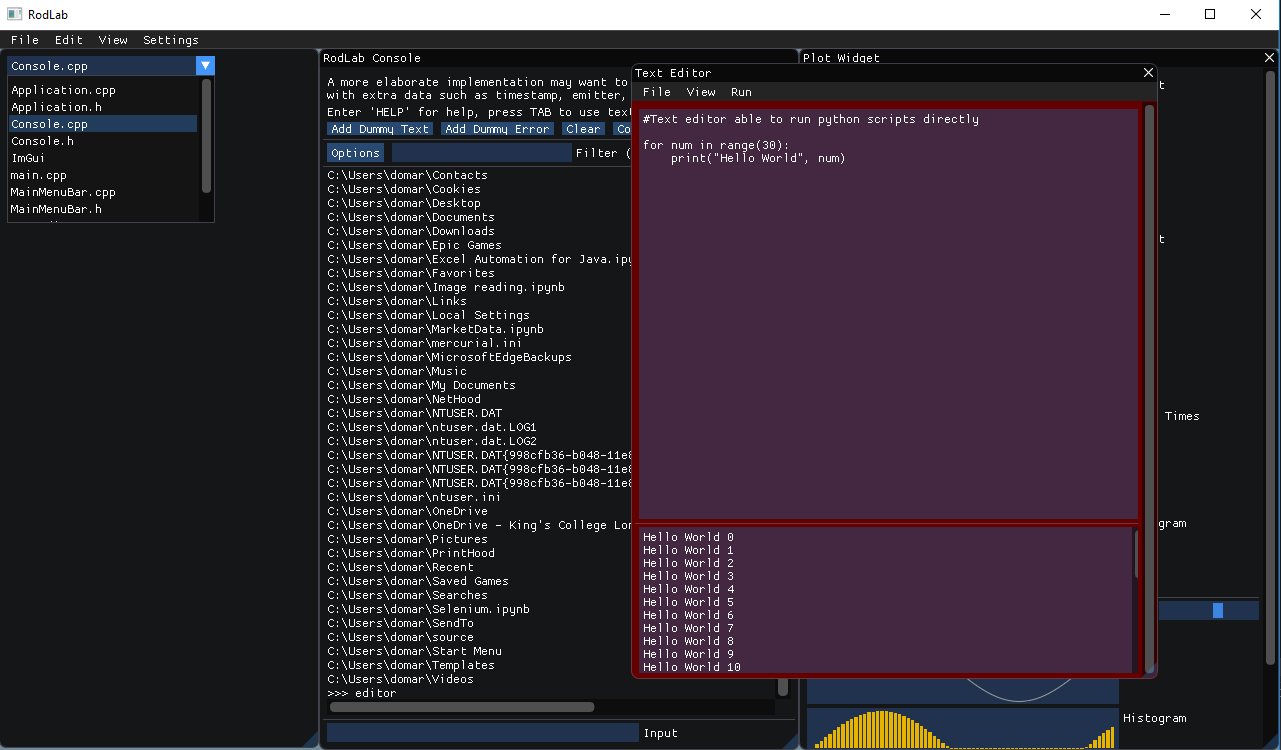 RodLab
File Edit View Settings
Console.cpp
Application.cpp
Application.h
Console.cpp
Console.h
ImGui
main.cpp
MainMenuBar.cpp
MainMenuBar.h
RodLab Console
A more elaborate implementation may want to
with extra data such as timestamp, emitter,
Enter 'HELP' for help, press TAB to use text
Add Dummy Text Add Dummy Error Clear Co
Options Filter (
C:\Users\domar\Contacts
C:\Users\domar\Cookies
C:\Users\domar\Desktop
C:\Users\domar\Documents
C:\Users\domar\Downloads
C:\Users\domar\Epic Games
C:\Users\domar\Excel Automation for Java.ipy
C:\Users\domar\Favorites
C:\Users\domar\Image reading.ipynb
C:\Users\domar\Links
C:\Users\domar\Local Settings
C:\Users\domar\MarketData.ipynb
C:\Users\domar\mercurial.ini
C:\Users\domar\MicrosoftEdgeBackups
C:\Users\domar\Music
C:\Users\domar\My Documents
C:\Users\domar\NetHood
C:\Users\domar\NTUSER.DAT
C:\Users\domar\ntuser.dat.LOG1
C:\Users\domar\ntuser.dat.LOG2
C:\Users\domar\NTUSER.DAT{998cfb36-b048-11e8
C:\Users\domar\NTUSER.DAT{998cfb36-b048-11e8
C:\Users\domar\NTUSER.DAT{998cfb36-b048-11e8
C:\Users\domar\ntuser.ini
C:\Users\domar\OneDrive
C:\Users\domar\OneDrive - King's College Lon
C:\Users\domar\Pictures
C:\Users\domar\PrintHood
C:\Users\domar\Recent
C:\Users\domar\Saved Games
C:\Users\domar\Searches
C:\Users\domar\Selenium.ipynb
C:\Users\domar\SendTo
C:\Users\domar\source
C:\Users\domar\Start Menu
C:\Users\domar\Templates
C:\Users\domar\Videos
>>> editor
Input
Text Editor
File View Run
#Text editor able to run python scripts directly
for num in range(30):
print("Hello World", num)
Hello World 0
Hello World 1
Hello World 2
Hello World 3
Hello World 4
Hello World 5
Hello World 6
Hello World 7
Hello World 8
Hello World 9
Hello World 10
Plot Widget
t
t
Times
gram
Histogram